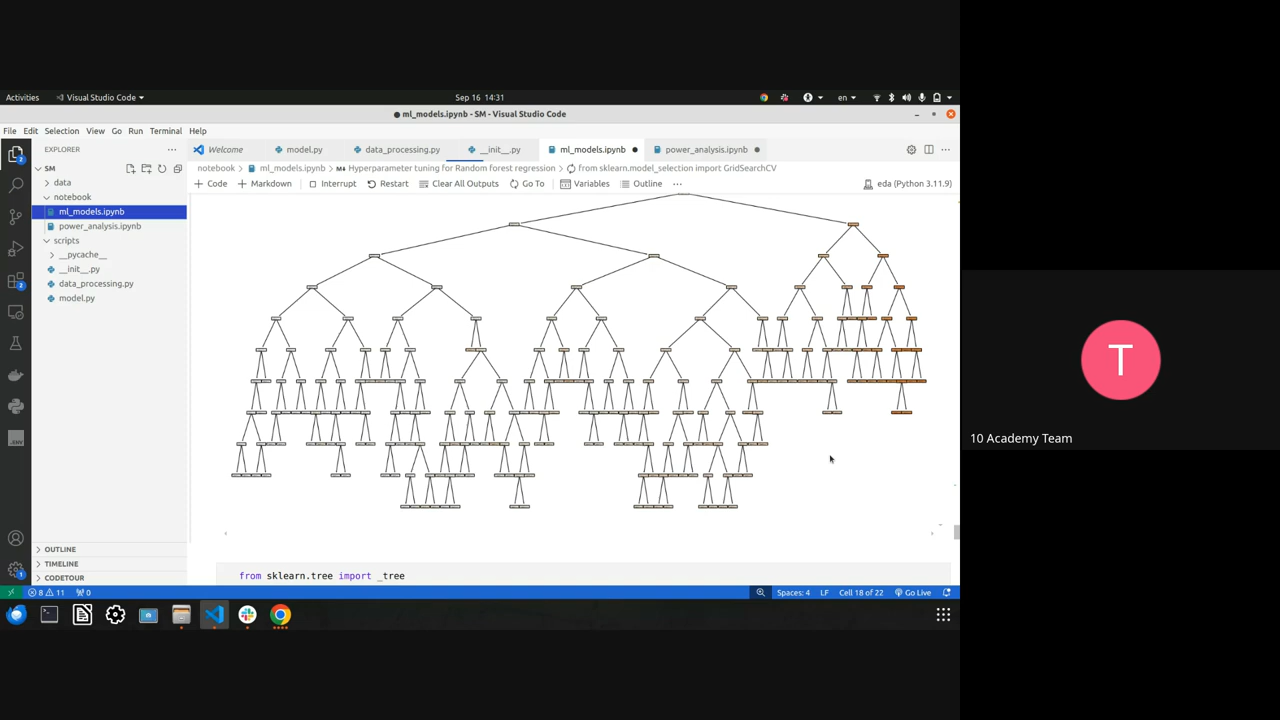 Activities
Visual Studio Code
Sep 16 14:31
en
ml_models.ipynb - SM - Visual Studio Code
File Edit Selection View Go Run Terminal Help
EXPLORER
Welcome
model.py
data_processing.py
__init__.py
ml_models.ipynb
power_analysis.ipynb
SM
notebook > ml_models.ipynb > Hyperparameter tuning for Random forest regression > from sklearn.model_selection import GridSearchCV
data
+ Code + Markdown Interrupt Restart Clear All Outputs Go To Variables Outline ...
eda (Python 3.11.9)
notebook
ml_models.ipynb
power_analysis.ipynb
scripts
__pycache__
__init__.py
data_processing.py
model.py
T
10 Academy Team
OUTLINE
TIMELINE
CODETOUR
from sklearn.tree import _tree
8 11 0
Spaces: 4 LF Cell 18 of 22 Go Live